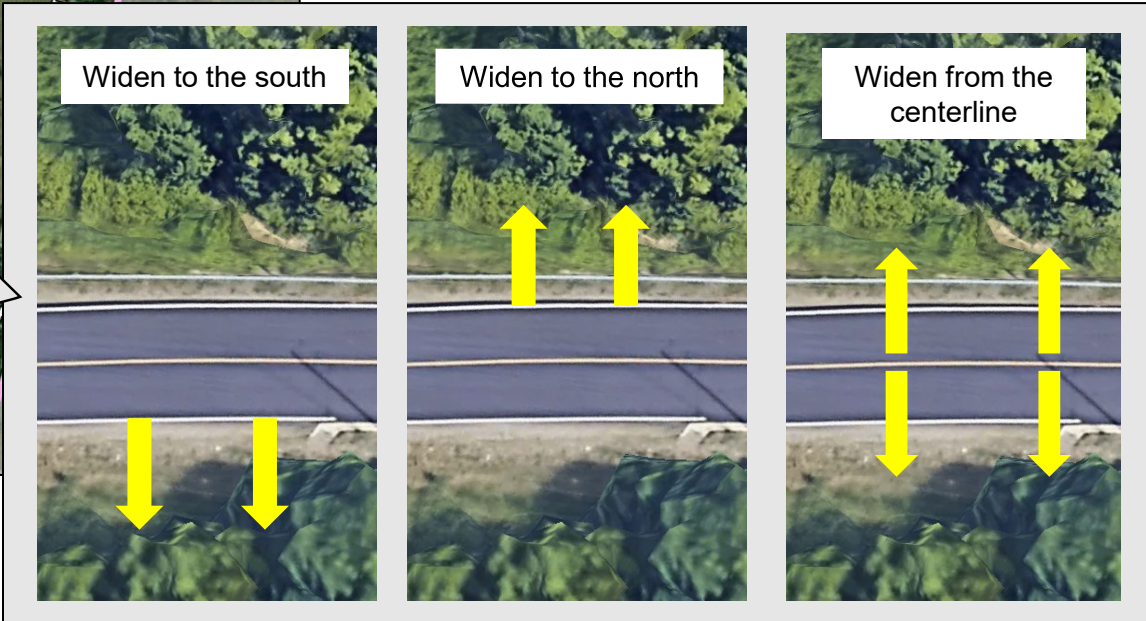 Widen to the south
Widen to the north
Widen from the
centerline